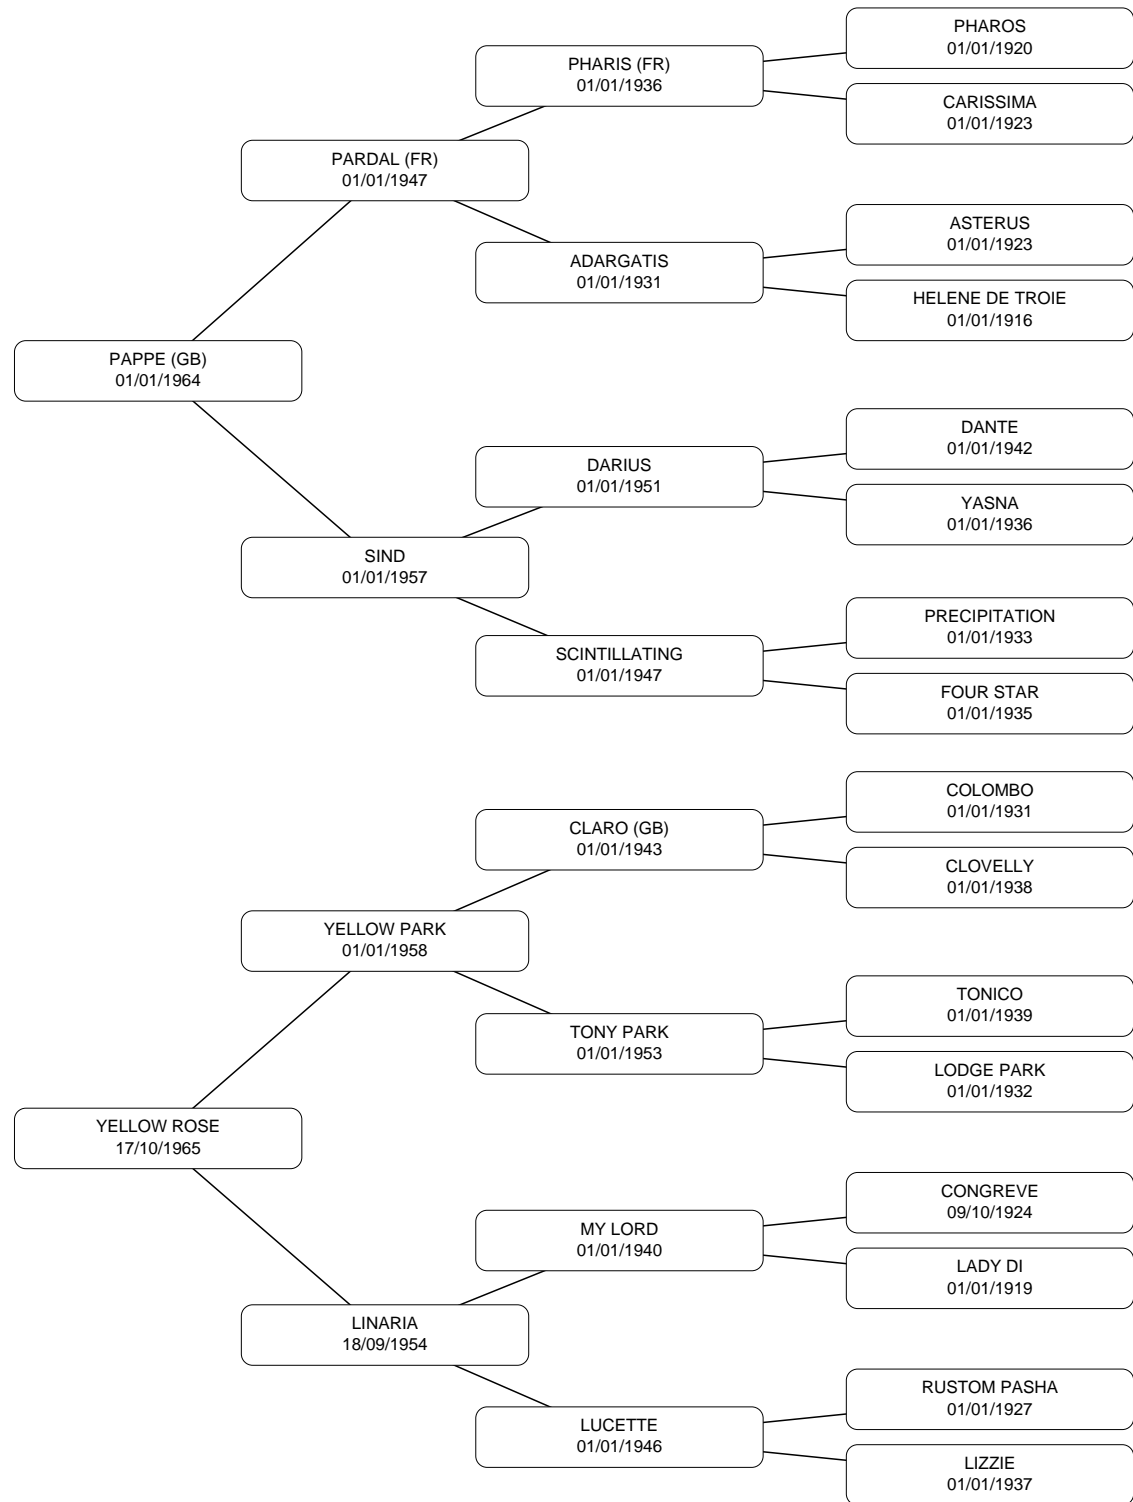 PHAROS
01/01/1920
PHARIS (FR)
01/01/1936
CARISSIMA
01/01/1923
PARDAL (FR)
01/01/1947
ASTERUS
01/01/1923
ADARGATIS
01/01/1931
HELENE DE TROIE
01/01/1916
PAPPE (GB)
01/01/1964
DANTE
01/01/1942
DARIUS
01/01/1951
YASNA
01/01/1936
SIND
01/01/1957
PRECIPITATION
01/01/1933
SCINTILLATING
01/01/1947
FOUR STAR
01/01/1935
COLOMBO
01/01/1931
CLARO (GB)
01/01/1943
CLOVELLY
01/01/1938
YELLOW PARK
01/01/1958
TONICO
01/01/1939
TONY PARK
01/01/1953
LODGE PARK
01/01/1932
YELLOW ROSE
17/10/1965
CONGREVE
09/10/1924
MY LORD
01/01/1940
LADY DI
01/01/1919
LINARIA
18/09/1954
RUSTOM PASHA
01/01/1927
LUCETTE
01/01/1946
LIZZIE
01/01/1937